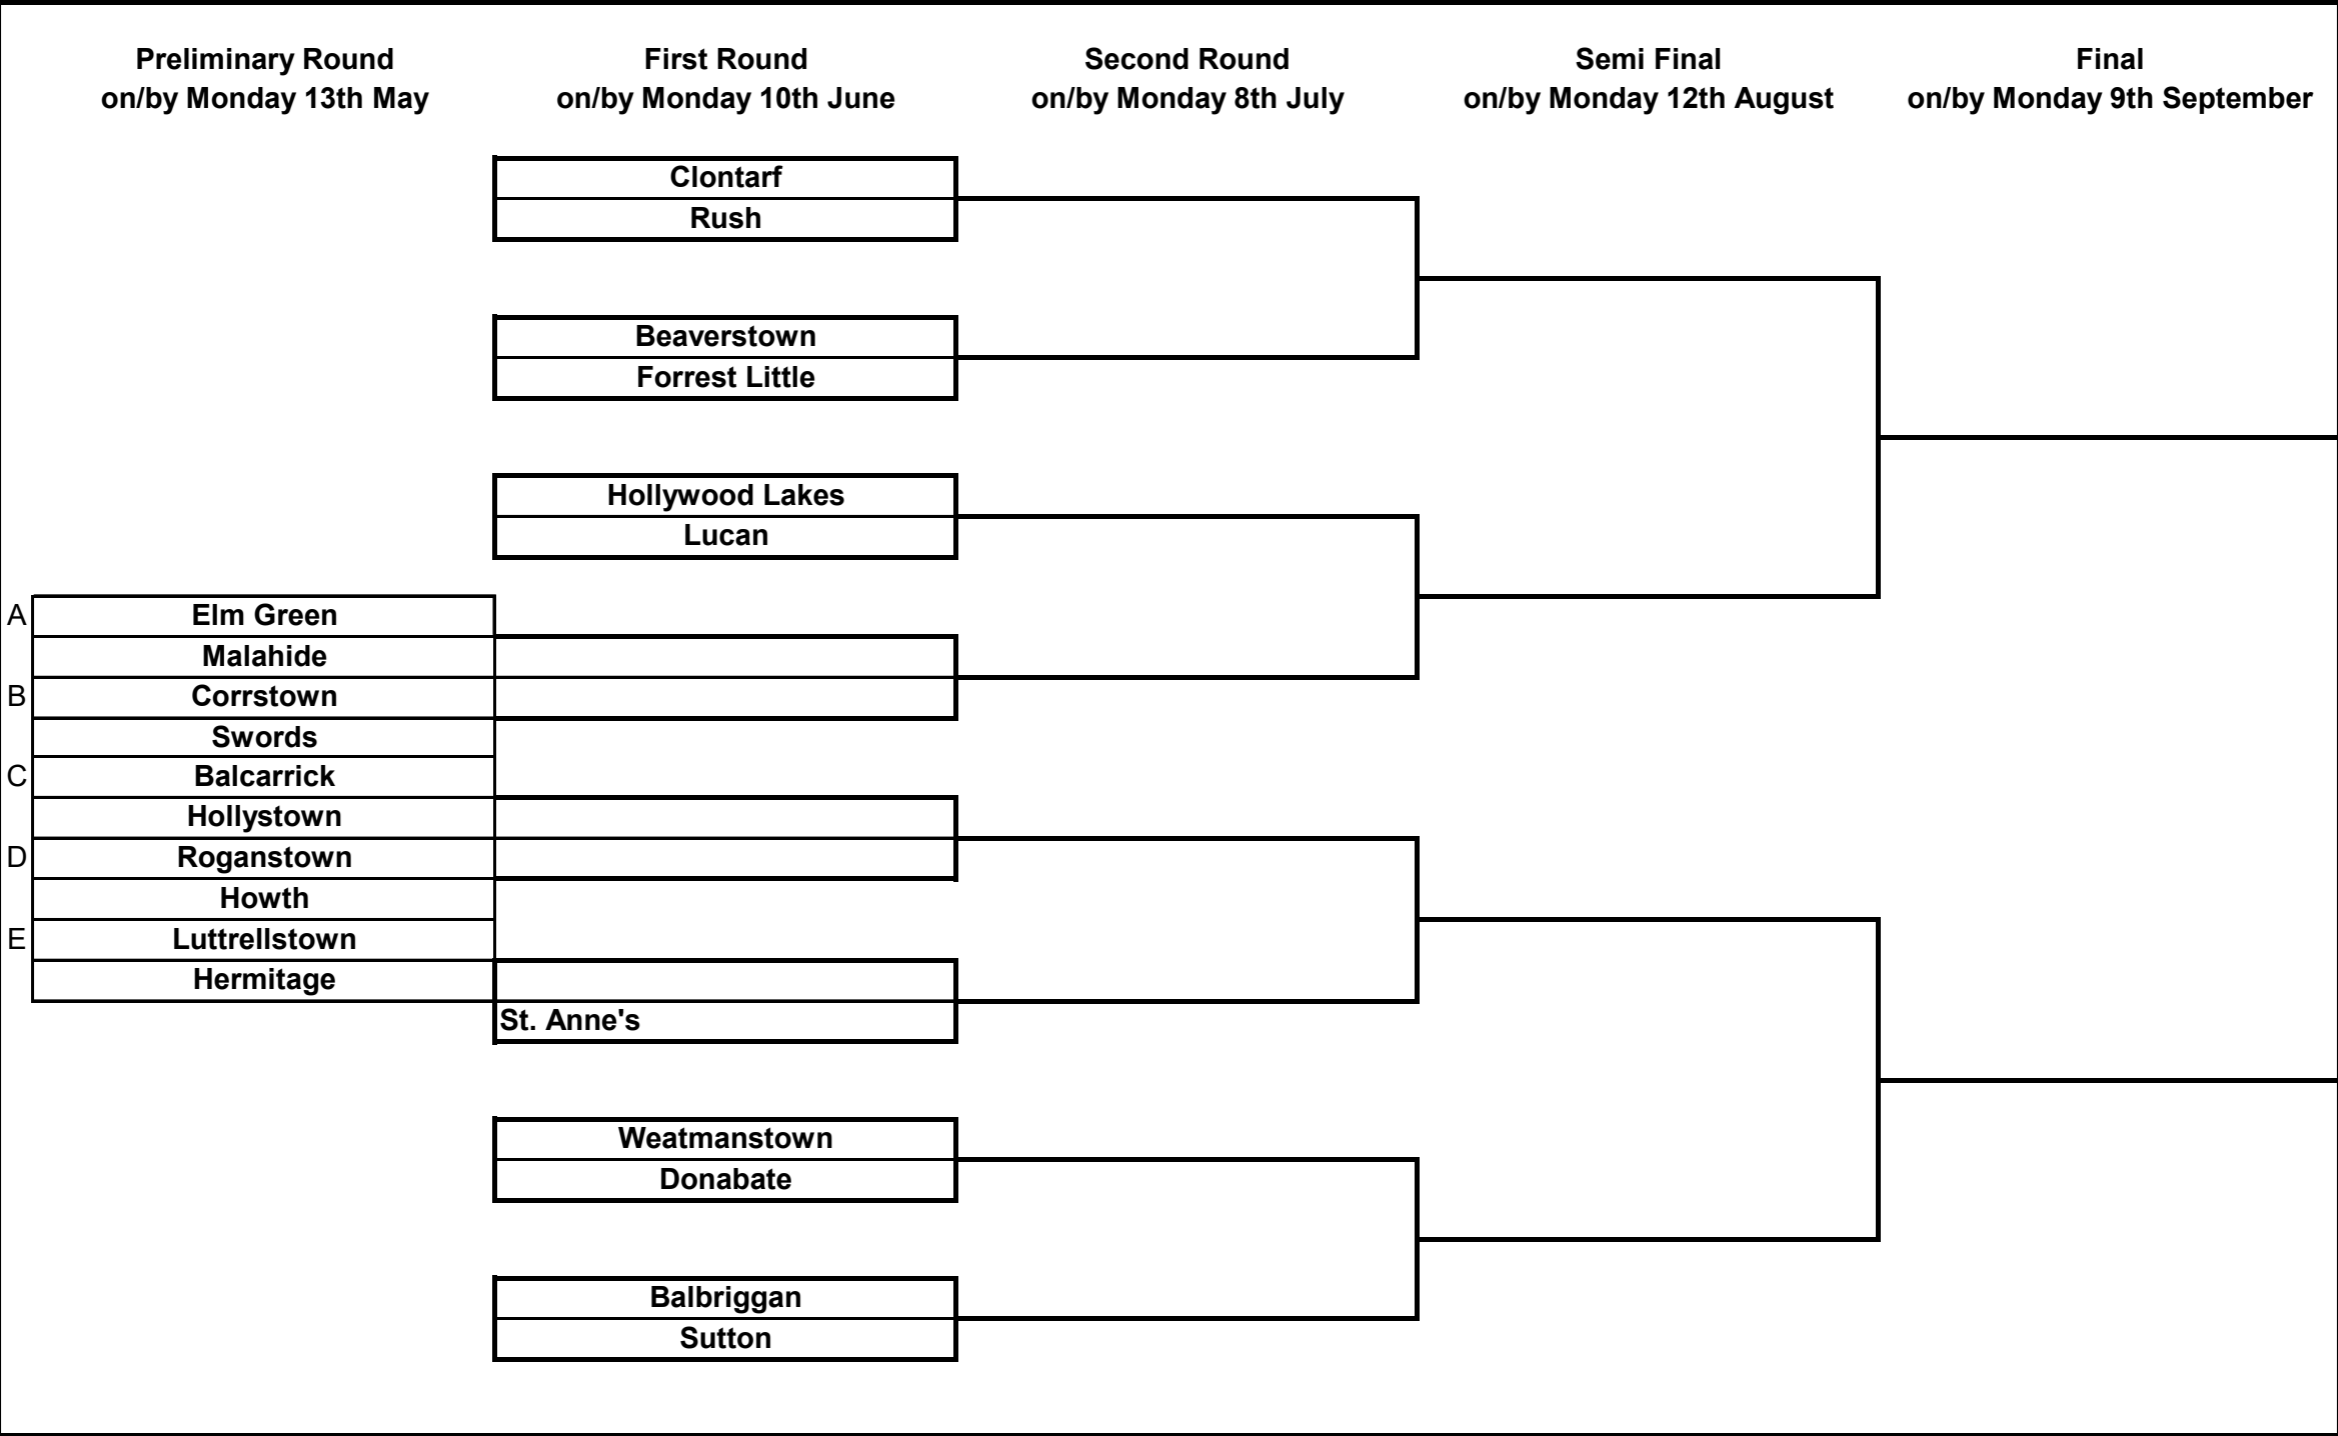 Preliminary Round
on/by Monday 13th May
First Round
on/by Monday 10th June
Second Round
on/by Monday 8th July
Semi Final
on/by Monday 12th August
Final
on/by Monday 9th September
Clontarf
Rush
Beaverstown
Forrest Little
Hollywood Lakes
Lucan
A Elm Green
Malahide
B Corrstown
Swords
C Balcarrick
Hollystown
D Roganstown
Howth
E Luttrellstown
Hermitage
St. Anne's
Weatmanstown
Donabate
Balbriggan
Sutton